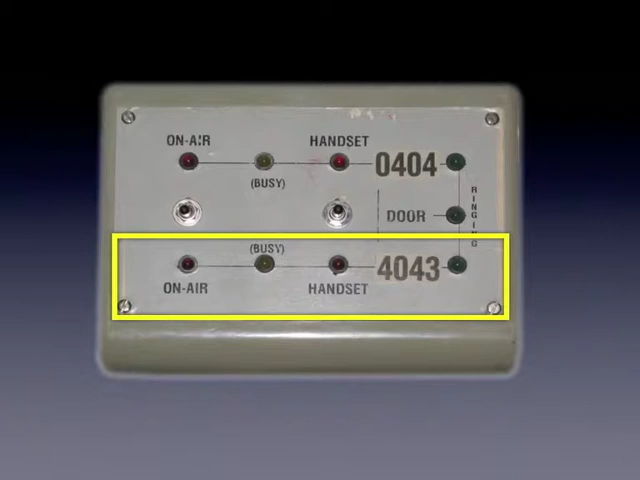 ON-AIR HANDSET
(BUSY) 0404
DOOR
RINGING
(BUSY)
ON-AIR HANDSET 4043